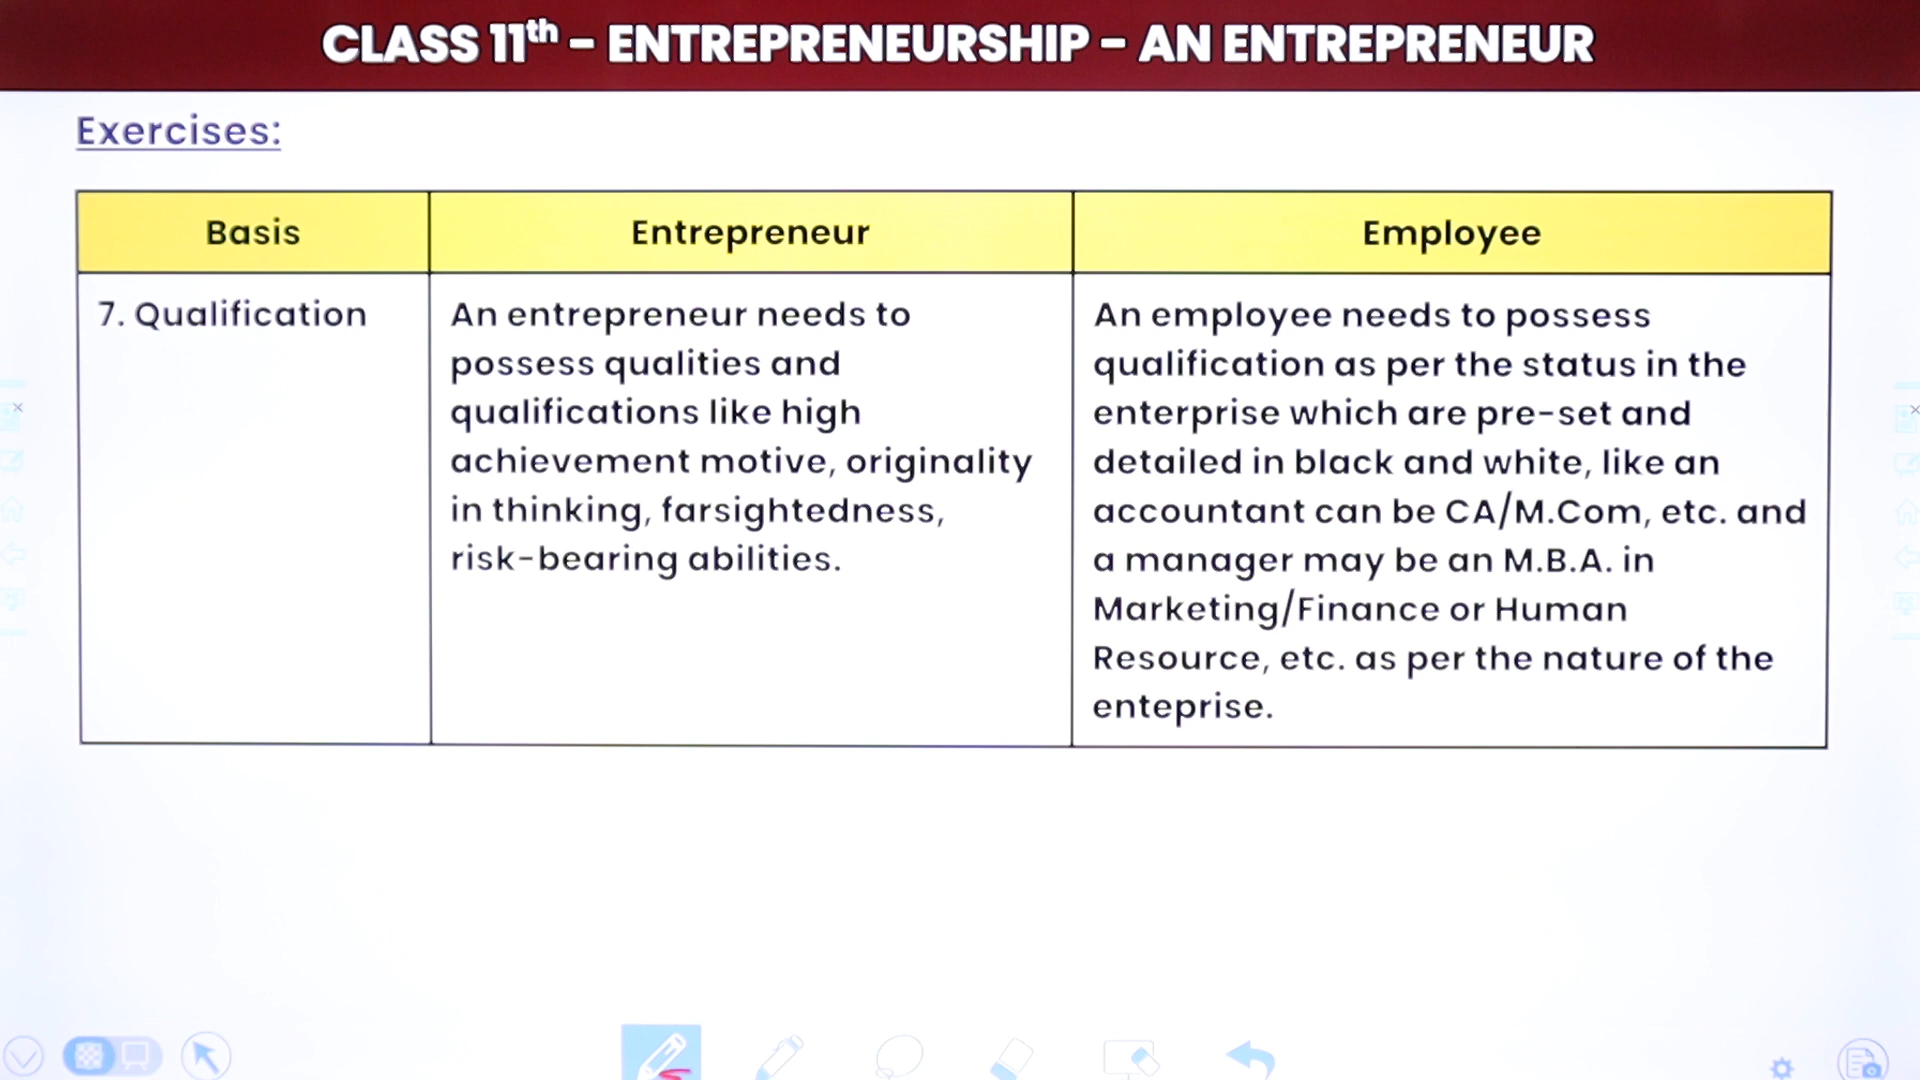 CLASS 11th – ENTREPRENEURSHIP – AN ENTREPRENEUR
Exercises:
Basis
Entrepreneur
Employee
7. Qualification
An entrepreneur needs to
possess qualities and
qualifications like high
achievement motive, originality
in thinking, farsightedness,
risk-bearing abilities.
An employee needs to possess
qualification as per the status in the
enterprise which are pre-set and
detailed in black and white, like an
accountant can be CA/M.Com, etc. and
a manager may be an M.B.A. in
Marketing/Finance or Human
Resource, etc. as per the nature of the
enteprise.